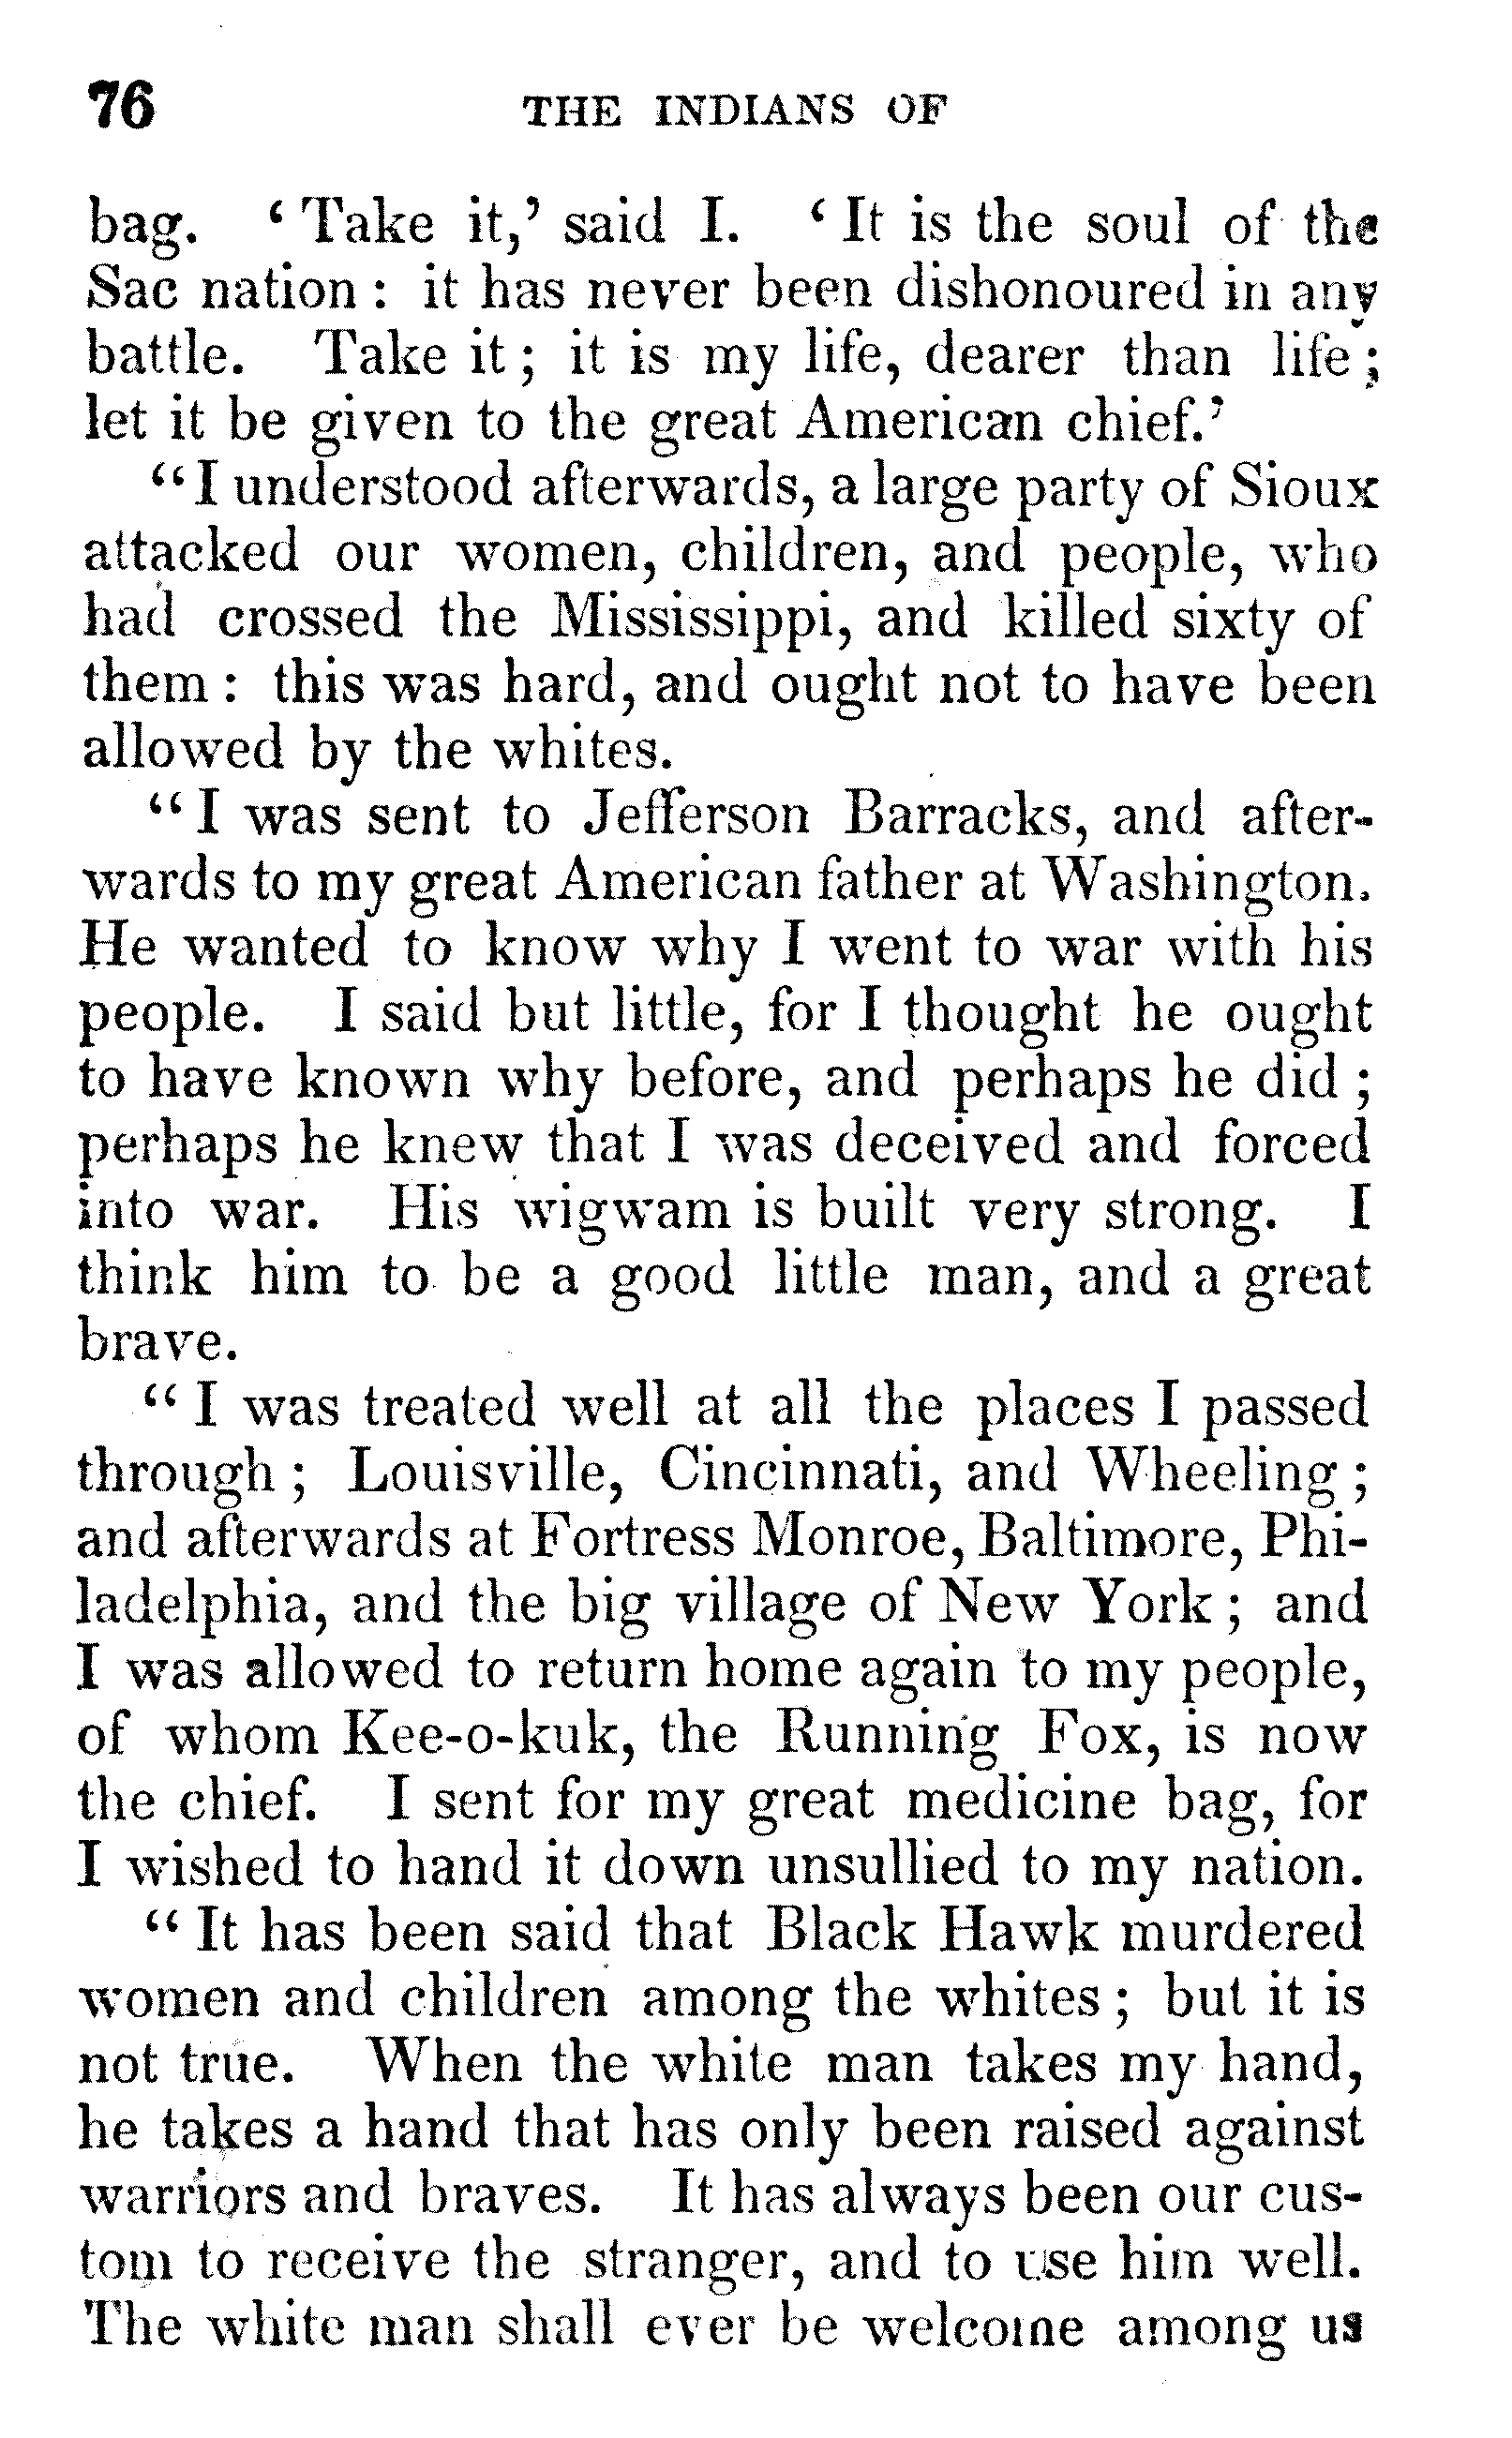 76 THE INDIANS OF
bag. ‘Take it,’ said I. ‘It is the soul of the
Sac nation: it has never been dishonoured in any
battle. Take it; it is my life, dearer than life;
let it be given to the great American chief.’
“I understood afterwards, a large party of Sioux
attacked our women, children, and people, who
had crossed the Mississippi, and killed sixty of
them: this was hard, and ought not to have been
allowed by the whites.
“I was sent to Jefferson Barracks, and after-
wards to my great American father at Washington.
He wanted to know why I went to war with his
people. I said but little, for I thought he ought
to have known why before, and perhaps he did;
perhaps he knew that I was deceived and forced
into war. His wigwam is built very strong. I
think him to be a good little man, and a great
brave.
“I was treated well at all the places I passed
through; Louisville, Cincinnati, and Wheeling;
and afterwards at Fortress Monroe, Baltimore, Phi-
ladelphia, and the big village of New York; and
I was allowed to return home again to my people,
of whom Kee-o-kuk, the Running Fox, is now
the chief. I sent for my great medicine bag, for
I wished to hand it down unsullied to my nation.
“It has been said that Black Hawk murdered
women and children among the whites; but it is
not true. When the white man takes my hand,
he takes a hand that has only been raised against
warriors and braves. It has always been our cus-
tom to receive the stranger, and to use him well.
The white man shall ever be welcome among us